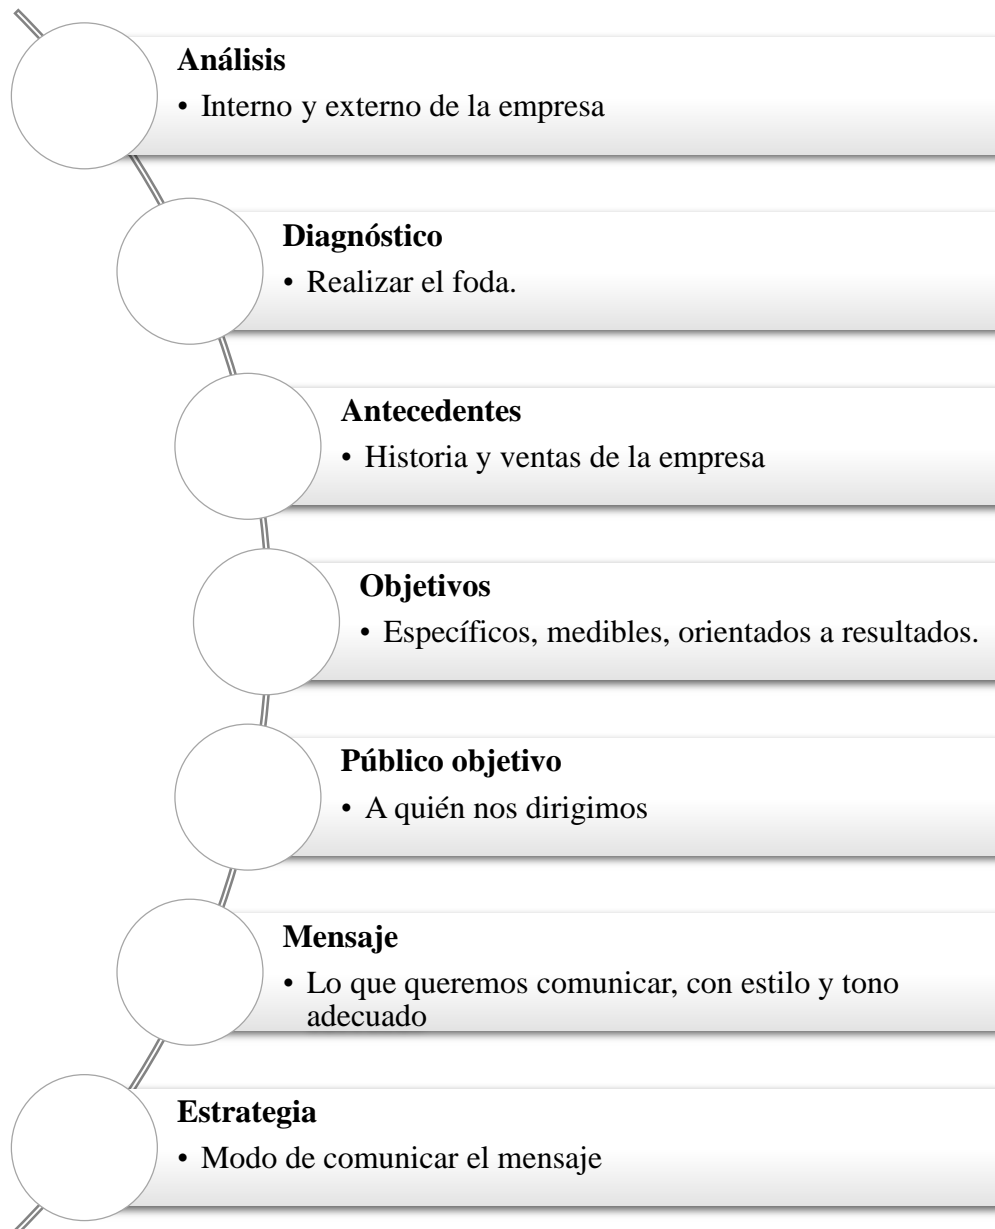 Análisis
• Interno y externo de la empresa
Diagnóstico
• Realizar el foda.
Antecedentes
• Historia y ventas de la empresa
Objetivos
• Específicos, medibles, orientados a resultados.
Público objetivo
• A quién nos dirigimos
Mensaje
• Lo que queremos comunicar, con estilo y tono
adecuado
Estrategia
• Modo de comunicar el mensaje